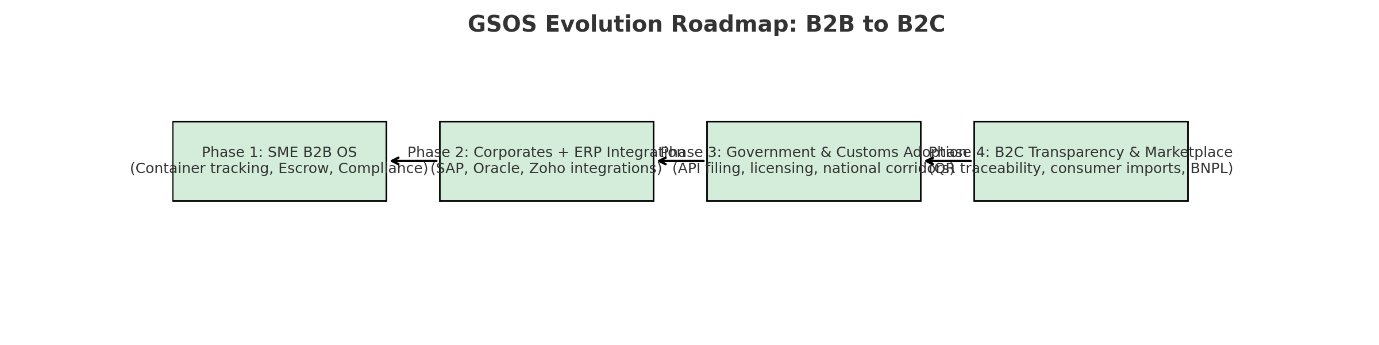 GSOS Evolution Roadmap: B2B to B2C
Phase 1: SME B2B OS
(Container tracking, Escrow, Compliance)
Phase 2: Corporates + ERP Integration
(SAP, Oracle, Zoho integrations)
Phase 3: Government & Customs Adoption
(API filing, licensing, national corridors)
Phase 4: B2C Transparency & Marketplace
(QR traceability, consumer imports, BNPL)